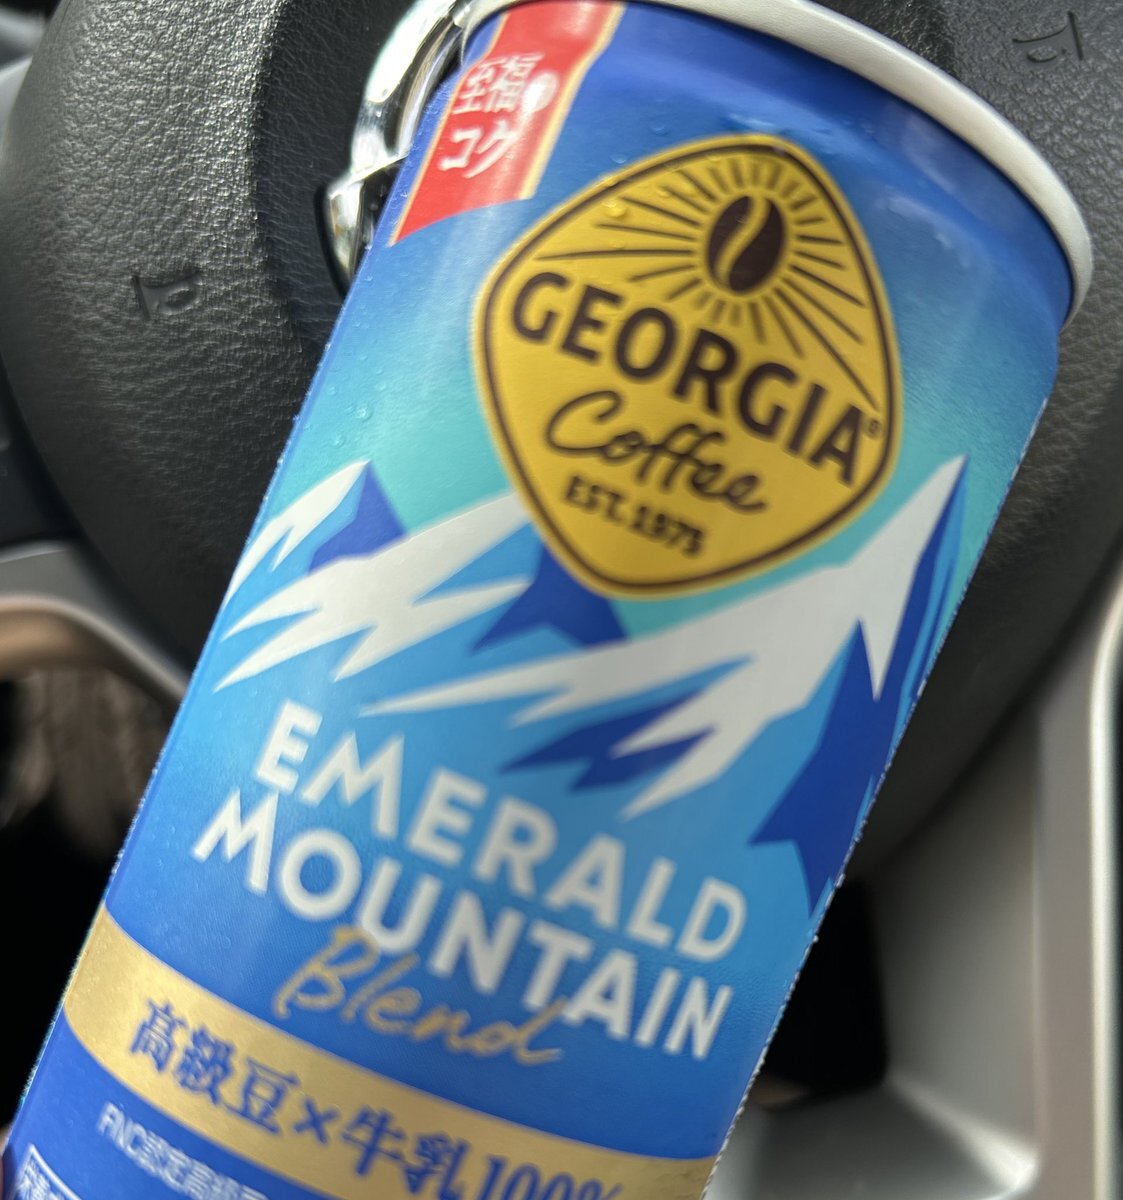 至福の
コク
GEORGIA®
Coffee
EST. 1975
EMERALD
MOUNTAIN
Blend
高級豆×牛乳100%